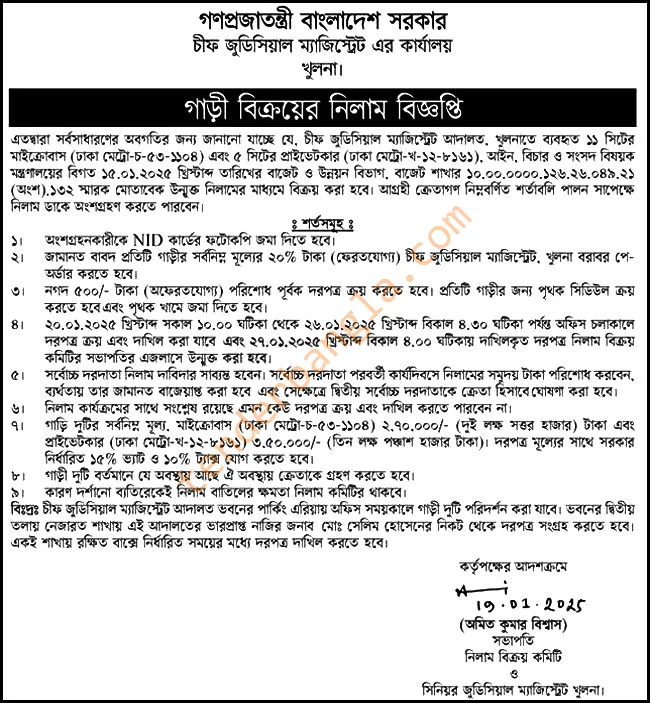 গণপ্রজাতন্ত্রী বাংলাদেশ সরকার
চীফ জুডিসিয়াল ম্যাজিস্ট্রেট এর কার্যালয়
খুলনা।
গাড়ী বিক্রয়ের নিলাম বিজ্ঞপ্তি
এতদ্বারা সর্বসাধারণের অবগতির জন্য জানানো যাচ্ছে যে, চীফ জুডিসিয়াল ম্যাজিস্ট্রেট আদালত, খুলনাতে ব্যবহৃত ১১ সিটের
মাইক্রোবাস (ঢাকা মেট্রো-চ-৫৩-১১০৪) এবং ৫ সিটের প্রাইভেটকার (ঢাকা মেট্রো-খ-১২-৮১৬১), আইন, বিচার ও সংসদ বিষয়ক
মন্ত্রণালয়ের বিগত ১৫.০১.২০২৫ খ্রিস্টাব্দ তারিখের বাজেট ও উন্নয়ন বিভাগ, বাজেট শাখার ১০.০০.০০০০.১২৬.২৬.০৪৯.২১
(অংশ).১৩২ স্মারক মোতাবেক উন্মুক্ত নিলামের মাধ্যমে বিক্রয় করা হবে। আগ্রহী ক্রেতাগণ নিম্নবর্ণিত শর্তাবলি পালন সাপেক্ষে
নিলাম ডাকে অংশগ্রহণ করতে পারবেন।
ঃ শর্তসমূহ ঃ
১। অংশগ্রহনকারীকে NID কার্ডের ফটোকপি জমা দিতে হবে।
২। জামানত বাবদ প্রতিটি গাড়ীর সর্বনিম্ন মূল্যের ২০% টাকা (ফেরতযোগ্য) চীফ জুডিসিয়াল ম্যাজিস্ট্রেট, খুলনা বরাবর পে-
অর্ডার করতে হবে।
৩। নগদ ৫০০/- টাকা (অফেরতযোগ্য) পরিশোধ পূর্বক দরপত্র ক্রয় করতে হবে। প্রতিটি গাড়ীর জন্য পৃথক সিডিউল ক্রয়
করতে হবে এবং পৃথক খামে জমা দিতে হবে।
৪। ২০.০১.২০২৫ খ্রিস্টাব্দ সকাল ১০.০০ ঘটিকা থেকে ২৬.০১.২০২৫ খ্রিস্টাব্দ বিকাল ৪.৩০ ঘটিকা পর্যন্ত অফিস চলাকালে
দরপত্র ক্রয় এবং দাখিল করা যাবে এবং ২৭.০১.২০২৫ খ্রিস্টাব্দ বিকাল ৪.০০ ঘটিকায় দাখিলকৃত দরপত্র নিলাম বিক্রয়
কমিটির সভাপতির এজলাসে উন্মুক্ত করা হবে।
৫। সর্বোচ্চ দরদাতা নিলাম দাবিদার সাব্যস্ত হবেন। সর্বোচ্চ দরদাতা পরবর্তী কার্যদিবসে নিলামের সমুদয় টাকা পরিশোধ করবেন,
ব্যর্থতায় তার জামানত বাজেয়াপ্ত করা হবে এবং সেক্ষেত্রে দ্বিতীয় সর্বোচ্চ দরদাতাকে ক্রেতা হিসাবে ঘোষণা করা হবে।
৬। নিলাম কার্যক্রমের সাথে সংশ্লেষ রয়েছে এমন কেউ দরপত্র ক্রয় এবং দাখিল করতে পারবেন না।
৭। গাড়ি দুটির সর্বনিম্ন মূল্য, মাইক্রোবাস (ঢাকা মেট্রো-চ-৫৩-১১০৪) ২,৭০,০০০/- (দুই লক্ষ সত্তর হাজার) টাকা এবং
প্রাইভেটকার (ঢাকা মেট্রো-খ-১২-৮১৬১) ৩,৫০,০০০/- (তিন লক্ষ পঞ্চাশ হাজার টাকা)। দরপত্র মূল্যের সাথে সরকার
নির্ধারিত ১৫% ভ্যাট ও ১০% ট্যাক্স যোগ করতে হবে।
৮। গাড়ী দুটি বর্তমানে যে অবস্থায় আছে ঐ অবস্থায় ক্রেতাকে গ্রহণ করতে হবে।
৯। কারণ দর্শানো ব্যতিরেকেই নিলাম বাতিলের ক্ষমতা নিলাম কমিটির থাকবে।
বিঃদ্রঃ চীফ জুডিসিয়াল ম্যাজিস্ট্রেট আদালত ভবনের পার্কিং এরিয়ায় অফিস সময়কালে গাড়ী দুটি পরিদর্শন করা যাবে। ভবনের দ্বিতীয়
তলায় নেজারত শাখায় এই আদালতের ভারপ্রাপ্ত নাজির জনাব মোঃ সেলিম হোসেনের নিকট থেকে দরপত্র সংগ্রহ করতে হবে।
একই শাখায় রক্ষিত বাক্সে নির্ধারিত সময়ের মধ্যে দরপত্র দাখিল করতে হবে।
কর্তৃপক্ষের আদশক্রমে
19.01.2025
(অমিত কুমার বিশ্বাস)
সভাপতি
নিলাম বিক্রয় কমিটি
ও
সিনিয়র জুডিসিয়াল ম্যাজিস্ট্রেট খুলনা।
tenderbangla.com